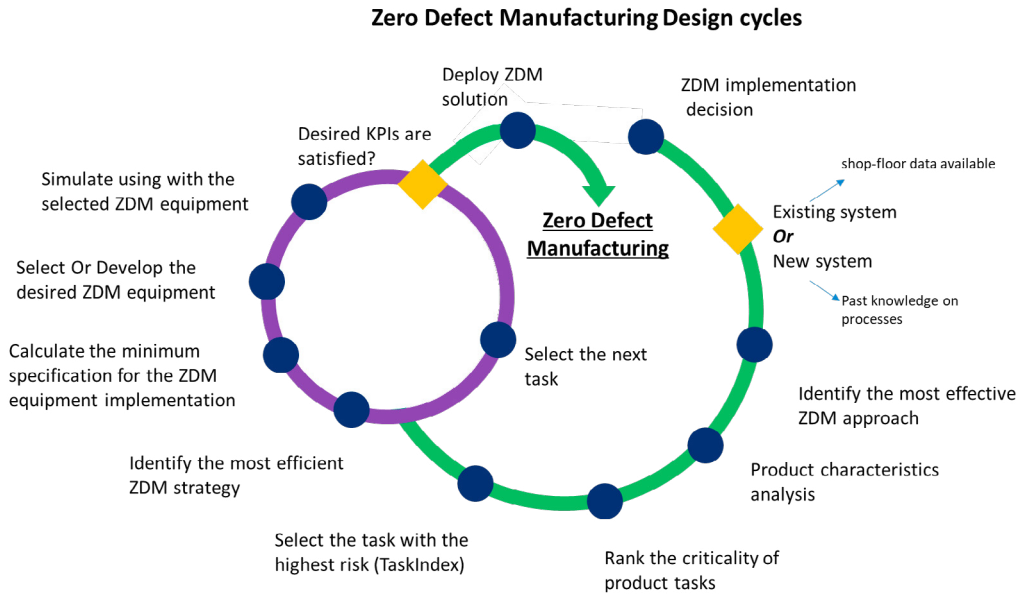 Zero Defect Manufacturing Design cycles
Deploy ZDM
solution
ZDM implementation
decision
Desired KPIs are
satisfied?
shop-floor data available
Simulate using with the
selected ZDM equipment
Existing system
Or
New system
Zero Defect
Manufacturing
Select Or Develop the
desired ZDM equipment
Past knowledge on
processes
Calculate the minimum
specification for the ZDM
equipment implementation
Select the next
task
Identify the most effective
ZDM approach
Identify the most efficient
ZDM strategy
Product characteristics
analysis
Select the task with the
highest risk (TaskIndex)
Rank the criticality of
product tasks